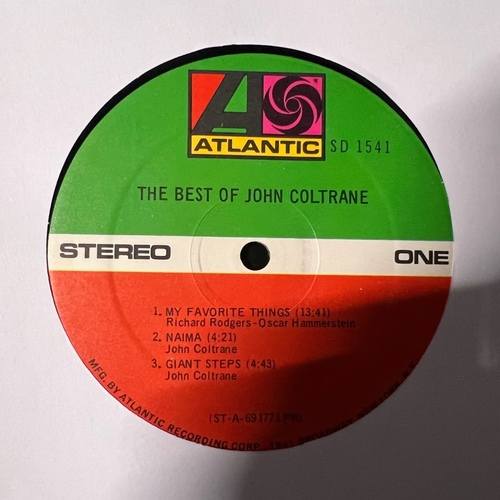 ATLANTIC SD 1541
THE BEST OF JOHN COLTRANE
STEREO ONE
1. MY FAVORITE THINGS (13:41)
Richard Rodgers-Oscar Hammerstein
2. NAIMA (4:21)
John Coltrane
3. GIANT STEPS (4:43)
John Coltrane
MFG. BY ATLANTIC RECORDING CORP.